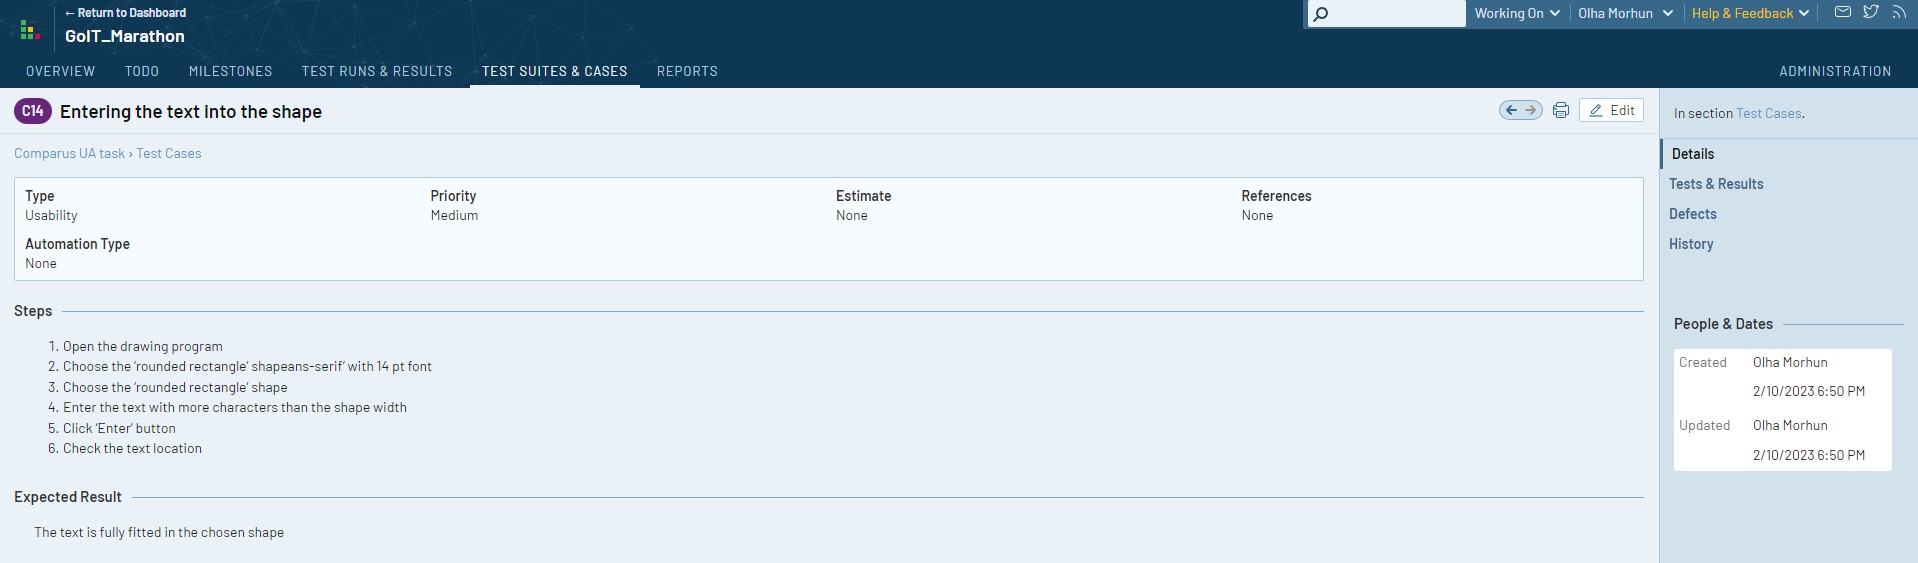 ← Return to Dashboard
GoIT_Marathon
Working On
Olha Morhun
Help & Feedback
OVERVIEW
TODO
MILESTONES
TEST RUNS & RESULTS
TEST SUITES & CASES
REPORTS
ADMINISTRATION
C14 Entering the text into the shape
Edit
Comparus UA task › Test Cases
Type
Usability
Priority
Medium
Estimate
None
References
None
Automation Type
None
Steps
1. Open the drawing program
2. Choose the ‘rounded rectangle’ shapeans-serif’ with 14 pt font
3. Choose the ‘rounded rectangle’ shape
4. Enter the text with more characters than the shape width
5. Click ‘Enter’ button
6. Check the text location
Expected Result
The text is fully fitted in the chosen shape
In section Test Cases.
Details
Tests & Results
Defects
History
People & Dates
Created Olha Morhun
2/10/2023 6:50 PM
Updated Olha Morhun
2/10/2023 6:50 PM